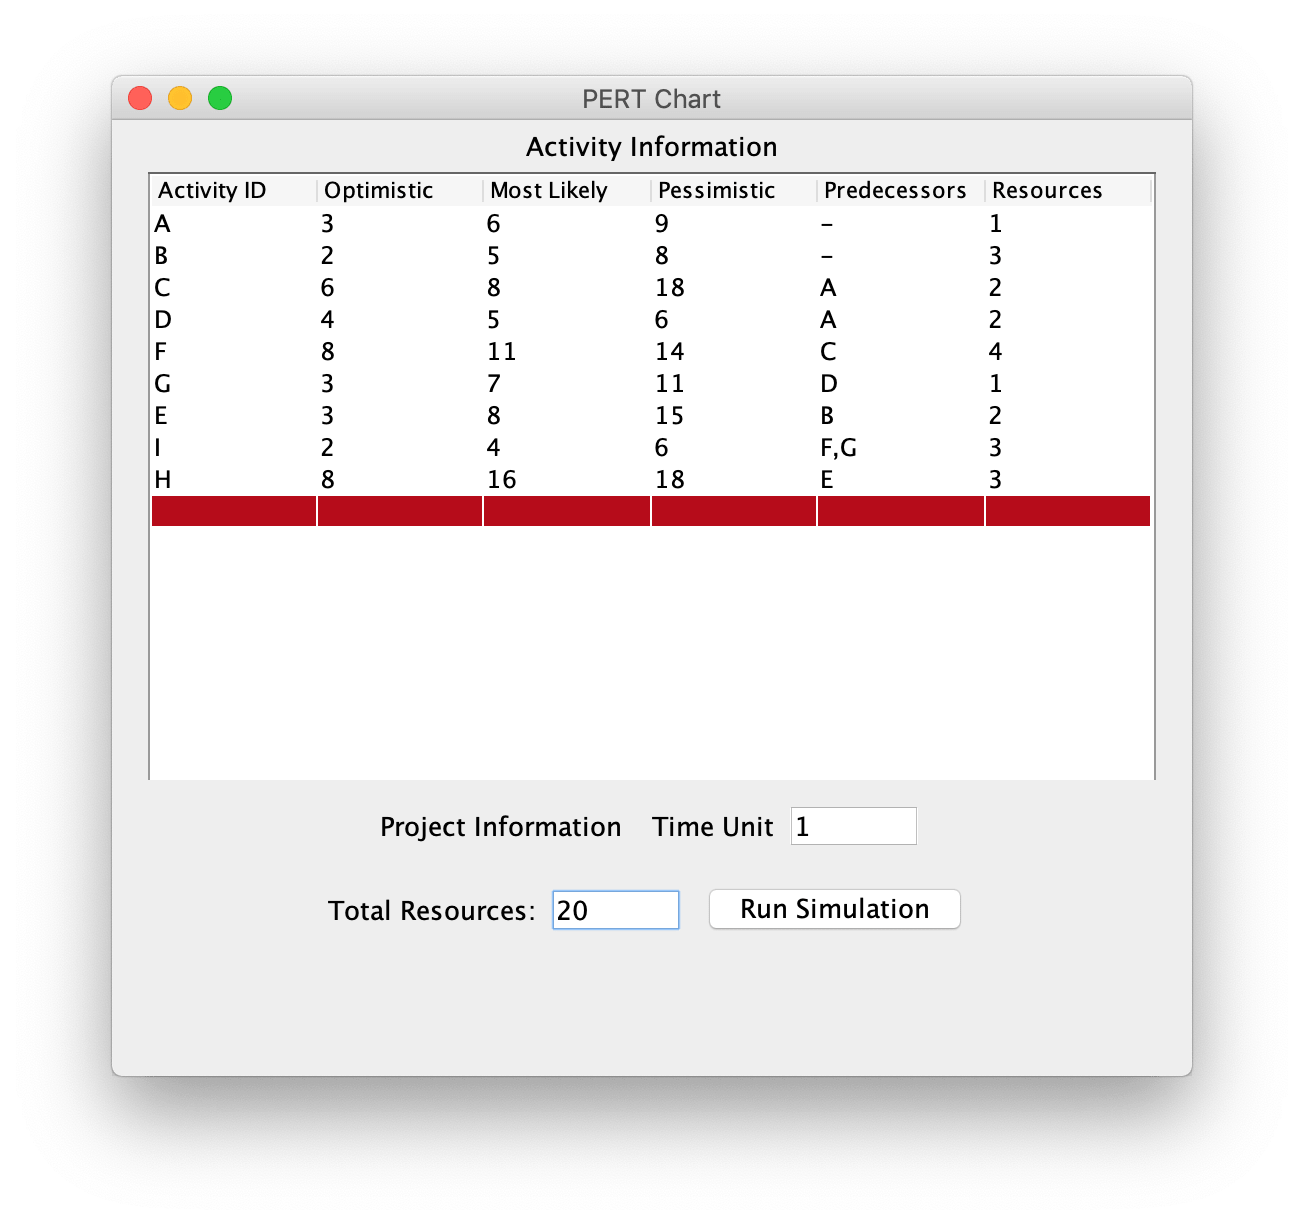 PERT Chart
Activity Information
Activity ID Optimistic Most Likely Pessimistic Predecessors Resources
A 3 6 9 – 1
B 2 5 8 – 3
C 6 8 18 A 2
D 4 5 6 A 2
F 8 11 14 C 4
G 3 7 11 D 1
E 3 8 15 B 2
I 2 4 6 F,G 3
H 8 16 18 E 3
Project Information Time Unit 1
Total Resources: 20 Run Simulation